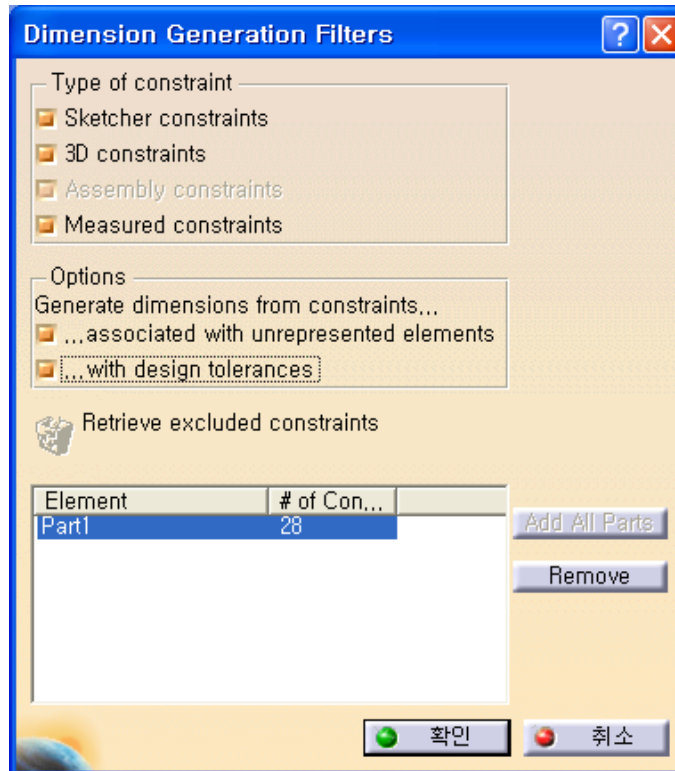 Dimension Generation Filters
Type of constraint
Sketcher constraints
3D constraints
Assembly constraints
Measured constraints
Options
Generate dimensions from constraints...
...associated with unrepresented elements
...with design tolerances
Retrieve excluded constraints
Element # of Con...
Part1 28
Add All Parts
Remove
확인 취소